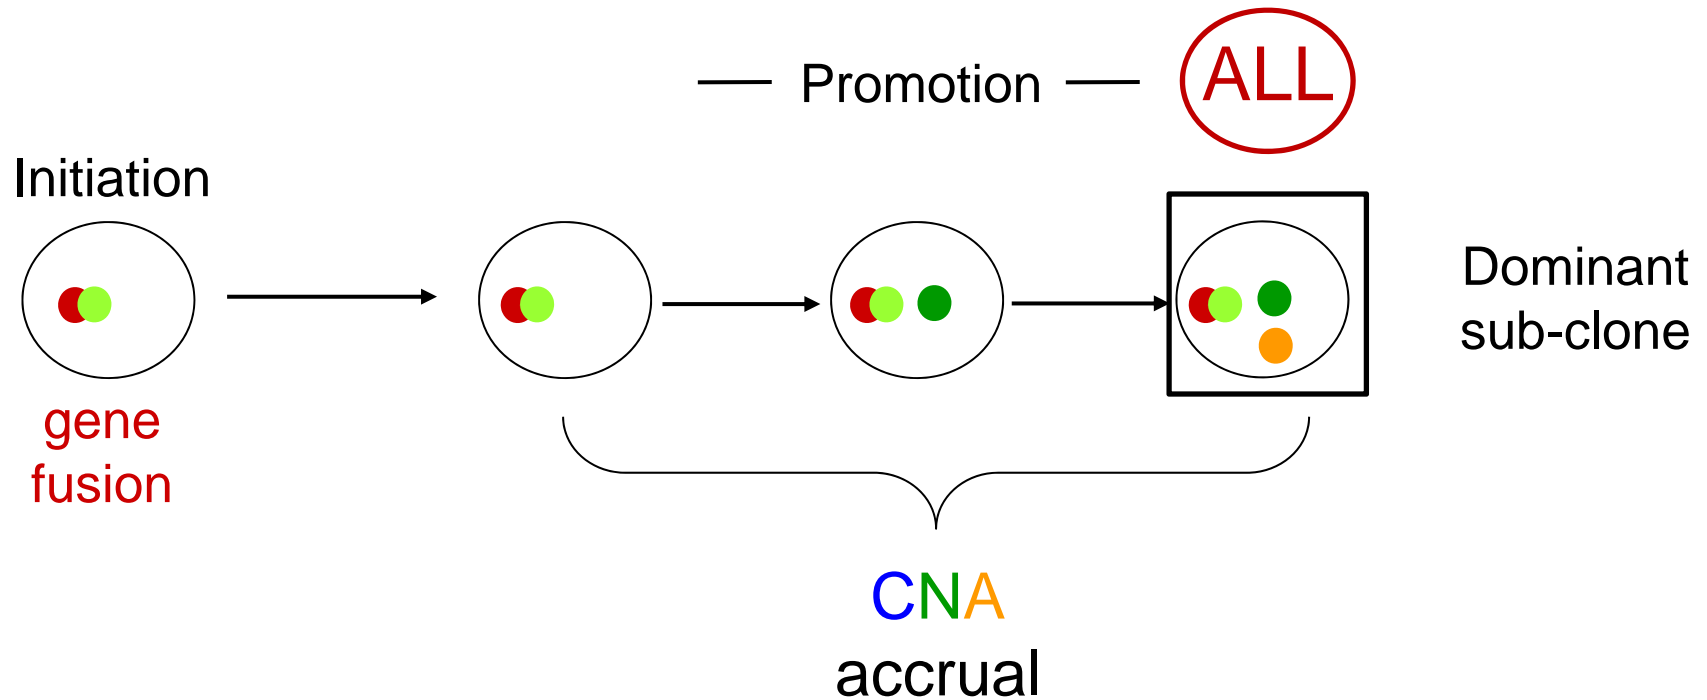 Promotion
ALL
Initiation
gene
fusion
Dominant
sub-clone
CNA
accrual